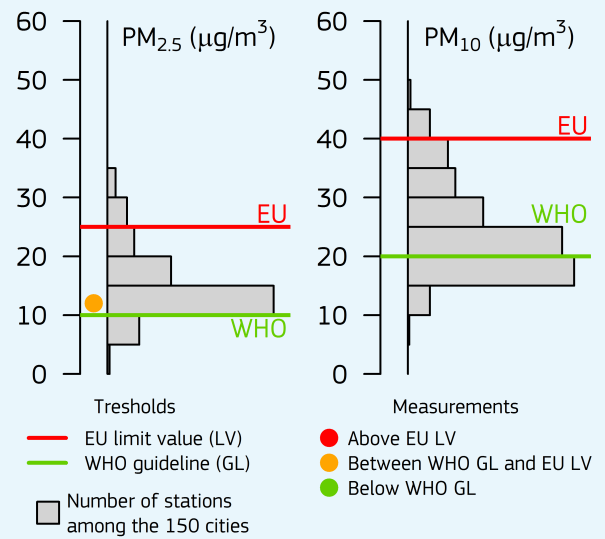 PM2.5 (μg/m³)
60
50
40
30
20
10
0
EU
WHO
PM10 (μg/m³)
60
50
40
30
20
10
0
EU
WHO
Tresholds
EU limit value (LV)
WHO guideline (GL)
Number of stations
among the 150 cities
Measurements
Above EU LV
Between WHO GL and EU LV
Below WHO GL